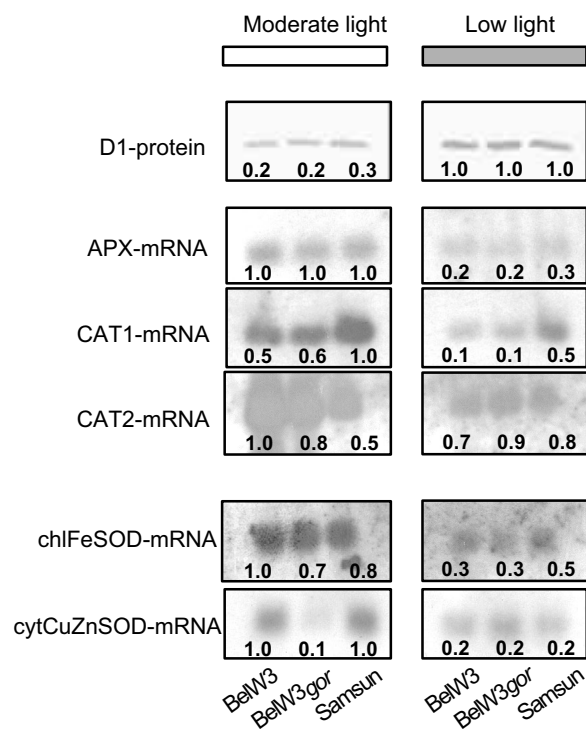 Moderate light Low light
D1-protein
0.2 0.2 0.3 1.0 1.0 1.0
APX-mRNA
1.0 1.0 1.0 0.2 0.2 0.3
CAT1-mRNA
0.5 0.6 1.0 0.1 0.1 0.5
CAT2-mRNA
1.0 0.8 0.5 0.7 0.9 0.8
chlFeSOD-mRNA
1.0 0.7 0.8 0.3 0.3 0.5
cytCuZnSOD-mRNA
1.0 0.1 1.0 0.2 0.2 0.2
BelW3 BelW3gor Samsun BelW3 BelW3gor Samsun